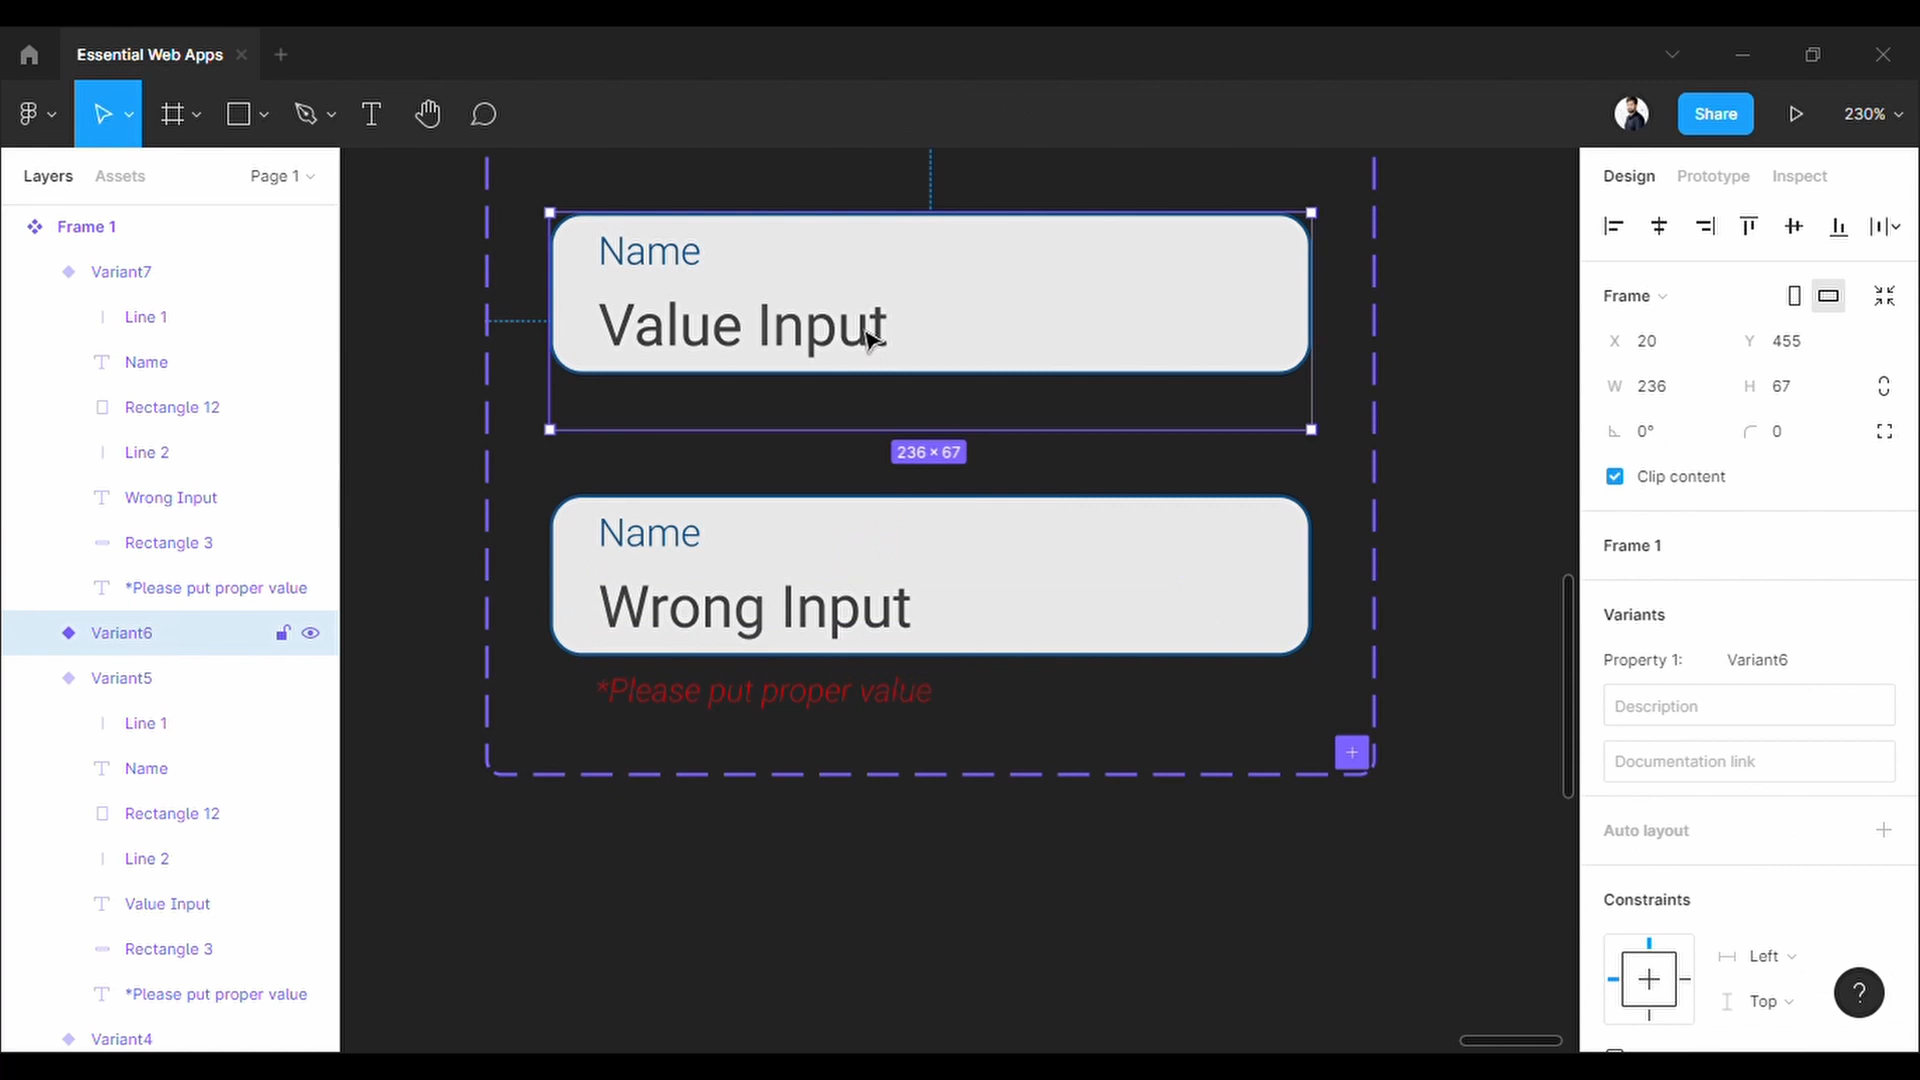 Essential Web Apps
Share
230%
Layers
Assets
Page 1
Frame 1
Variant7
Line 1
Name
Rectangle 12
Line 2
Wrong Input
Rectangle 3
*Please put proper value
Variant6
Variant5
Line 1
Name
Rectangle 12
Line 2
Value Input
Rectangle 3
*Please put proper value
Variant4
Name
Value Input
236 × 67
Name
Wrong Input
*Please put proper value
Design
Prototype
Inspect
Frame
X 20
Y 455
W 236
H 67
0°
0
Clip content
Frame 1
Variants
Property 1:
Variant6
Description
Documentation link
Auto layout
Constraints
Left
Top
?